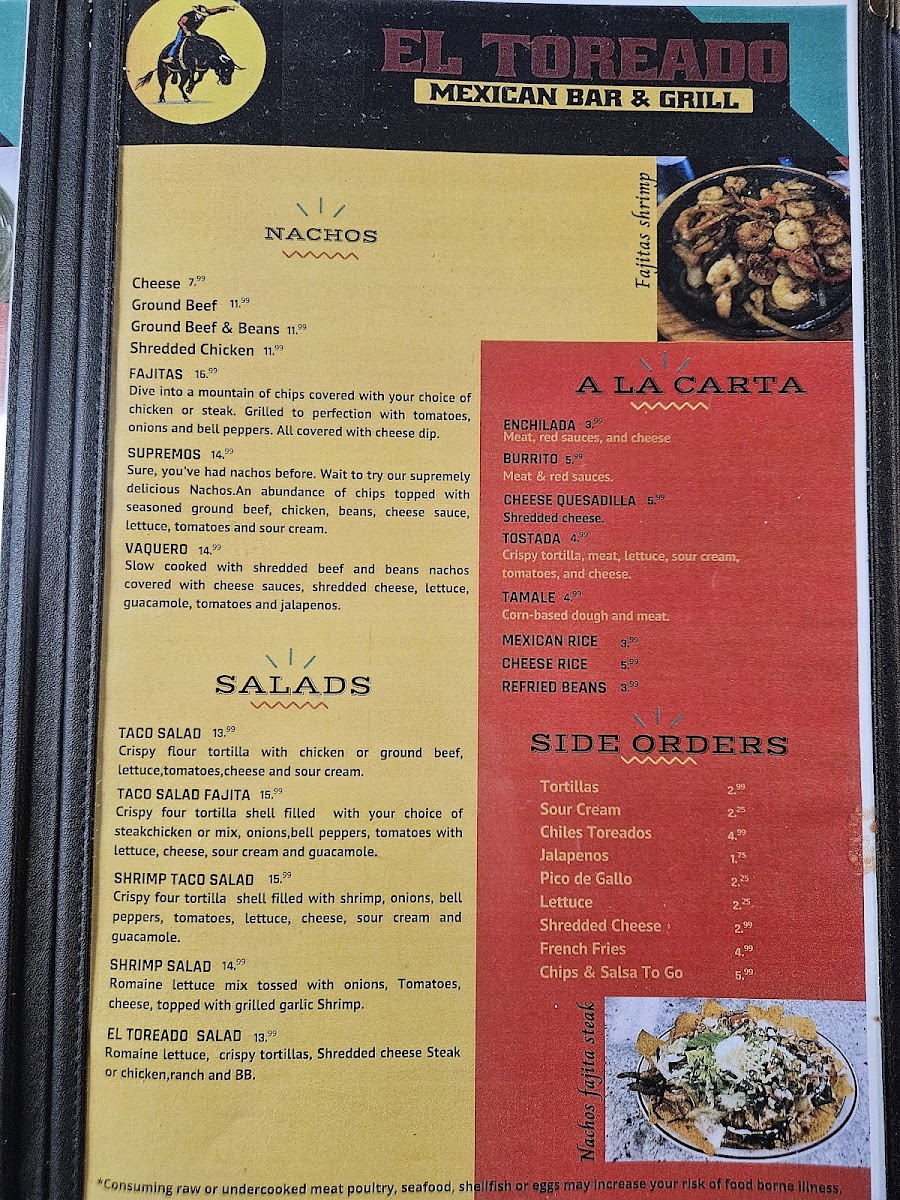 EL TOREADO
MEXICAN BAR & GRILL
Fajitas shrimp
NACHOS
Cheese 7.99
Ground Beef 11.99
Ground Beef & Beans 11.99
Shredded Chicken 11.99
FAJITAS 16.99
Dive into a mountain of chips covered with your choice of
chicken or steak. Grilled to perfection with tomatoes,
onions and bell peppers. All covered with cheese dip.
SUPREMOS 14.99
Sure, you've had nachos before. Wait to try our supremely
delicious Nachos.An abundance of chips topped with
seasoned ground beef, chicken, beans, cheese sauce,
lettuce, tomatoes and sour cream.
VAQUERO 14.99
Slow cooked with shredded beef and beans nachos
covered with cheese sauces, shredded cheese, lettuce,
guacamole, tomatoes and jalapenos.
SALADS
TACO SALAD 13.99
Crispy flour tortilla with chicken or ground beef,
lettuce,tomatoes,cheese and sour cream.
TACO SALAD FAJITA 15.99
Crispy four tortilla shell filled with your choice of
steakchicken or mix, onions,bell peppers, tomatoes with
lettuce, cheese, sour cream and guacamole.
SHRIMP TACO SALAD 15.99
Crispy four tortilla shell filled with shrimp, onions, bell
peppers, tomatoes, lettuce, cheese, sour cream and
guacamole.
SHRIMP SALAD 14.99
Romaine lettuce mix tossed with onions, Tomatoes,
cheese, topped with grilled garlic Shrimp.
EL TOREADO SALAD 13.99
Romaine lettuce, crispy tortillas, Shredded cheese Steak
or chicken,ranch and BB.
A LA CARTA
ENCHILADA 3.99
Meat, red sauces, and cheese
BURRITO 5.99
Meat & red sauces.
CHEESE QUESADILLA 5.99
Shredded cheese.
TOSTADA 4.99
Crispy tortilla, meat, lettuce, sour cream,
tomatoes, and cheese.
TAMALE 4.99
Corn-based dough and meat.
MEXICAN RICE 3.99
CHEESE RICE 5.99
REFRIED BEANS 3.99
SIDE ORDERS
Tortillas 2.99
Sour Cream 2.25
Chiles Toreados 4.99
Jalapenos 1.75
Pico de Gallo 2.25
Lettuce 2.25
Shredded Cheese 2.99
French Fries 4.99
Chips & Salsa To Go 5.99
Nachos fajita steak
*Consuming raw or undercooked meat poultry, seafood, shellfish or eggs may increase your risk of food borne illness,